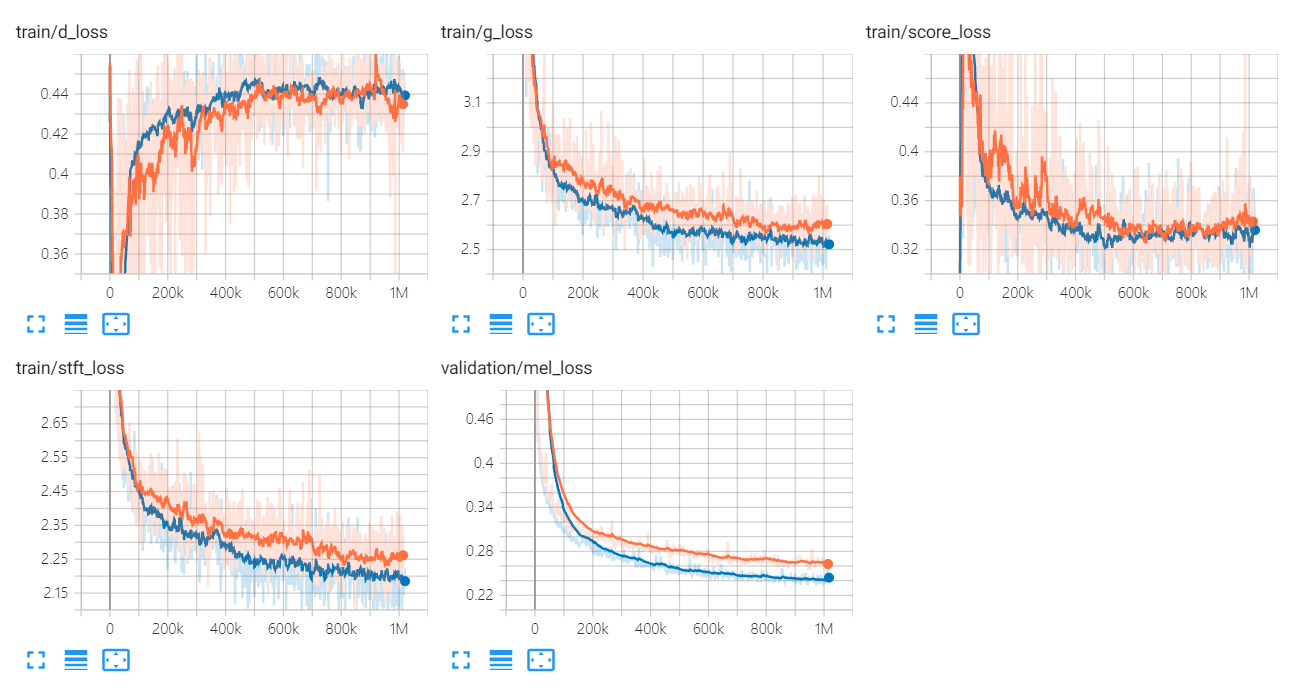 train/d_loss
0.44
0.42
0.4
0.38
0.36
0
200k
400k
600k
800k
1M
train/g_loss
3.1
2.9
2.7
2.5
0
200k
400k
600k
800k
1M
train/score_loss
0.44
0.4
0.36
0.32
0
200k
400k
600k
800k
1M
train/stft_loss
2.65
2.55
2.45
2.35
2.25
2.15
0
200k
400k
600k
800k
1M
validation/mel_loss
0.46
0.4
0.34
0.28
0.22
0
200k
400k
600k
800k
1M